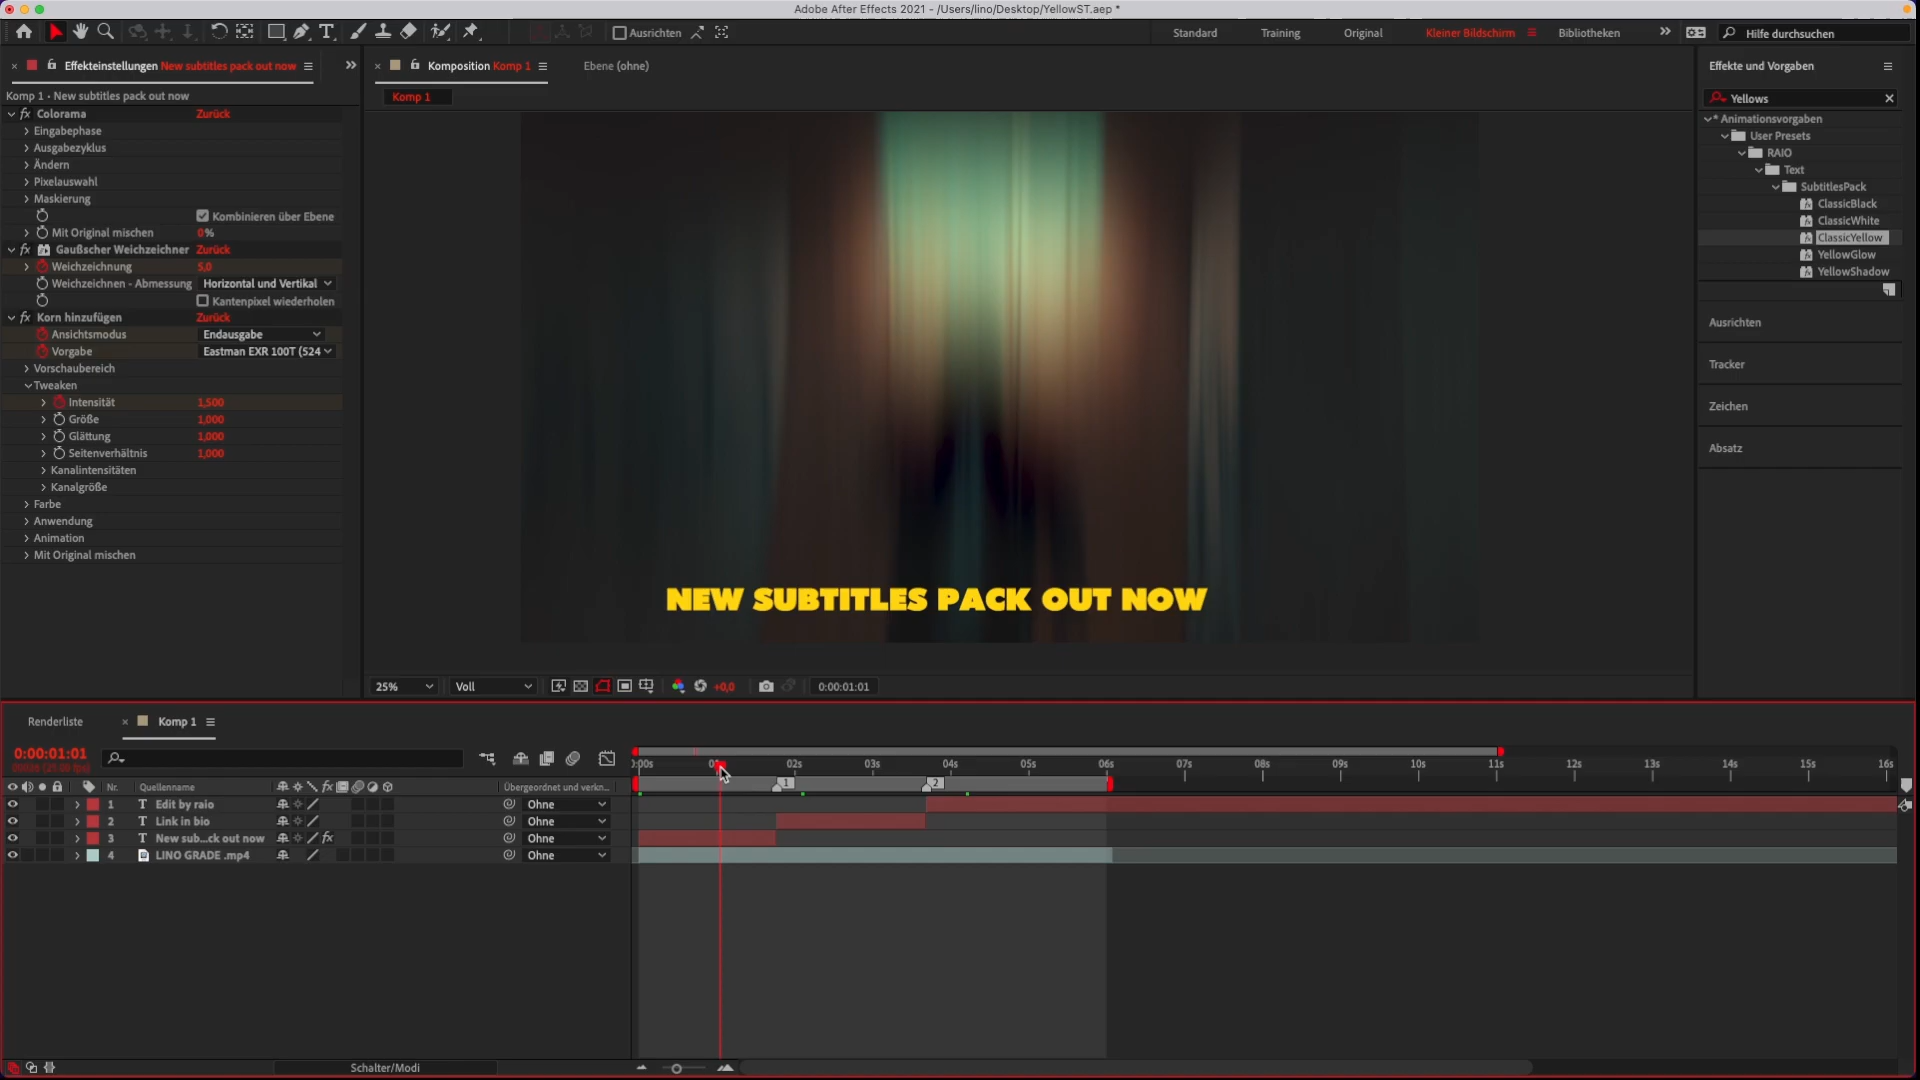 Adobe After Effects 2021 - /Users/lino/Desktop/YellowST.aep *
Ausrichten
Standard
Training
Original
Kleiner Bildschirm
Bibliotheken
Hilfe durchsuchen
Effekteinstellungen New subtitles pack out now
Komposition Komp 1
Ebene (ohne)
Effekte und Vorgaben
Komp 1 • New subtitles pack out now
Komp 1
Yellows
Colorama Zurück
Eingabephase
Ausgabezyklus
Ändern
Pixelauswahl
Maskierung
Kombinieren über Ebene
Mit Original mischen 0%
Gaußscher Weichzeichner Zurück
Weichzeichnung 5,0
Weichzeichnen - Abmessung Horizontal und Vertikal
Kantenpixel wiederholen
Korn hinzufügen Zurück
Ansichtsmodus Endausgabe
Vorgabe Eastman EXR 100T (524
Vorschaubereich
Tweaken
Intensität 1,500
Größe 1,000
Glättung 1,000
Seitenverhältnis 1,000
Kanalintensitäten
Kanalgröße
Farbe
Anwendung
Animation
Mit Original mischen
* Animationsvorgaben
User Presets
RAIO
Text
SubtitlesPack
ClassicBlack
ClassicWhite
ClassicYellow
YellowGlow
YellowShadow
Ausrichten
Tracker
Zeichen
Absatz
NEW SUBTITLES PACK OUT NOW
25%
Voll
+0,0
0:00:01:01
Renderliste
Komp 1
0:00:01:01
02s 03s 04s 05s 06s 07s 08s 09s 10s 11s 12s 13s 14s 15s 16s
1 2
Nr. Quellenname
Übergeordnet und verkn...
1 T Edit by raio Ohne
2 T Link in bio Ohne
3 T New sub...ck out now fx Ohne
4 LINO GRADE .mp4 Ohne
Schalter/Modi